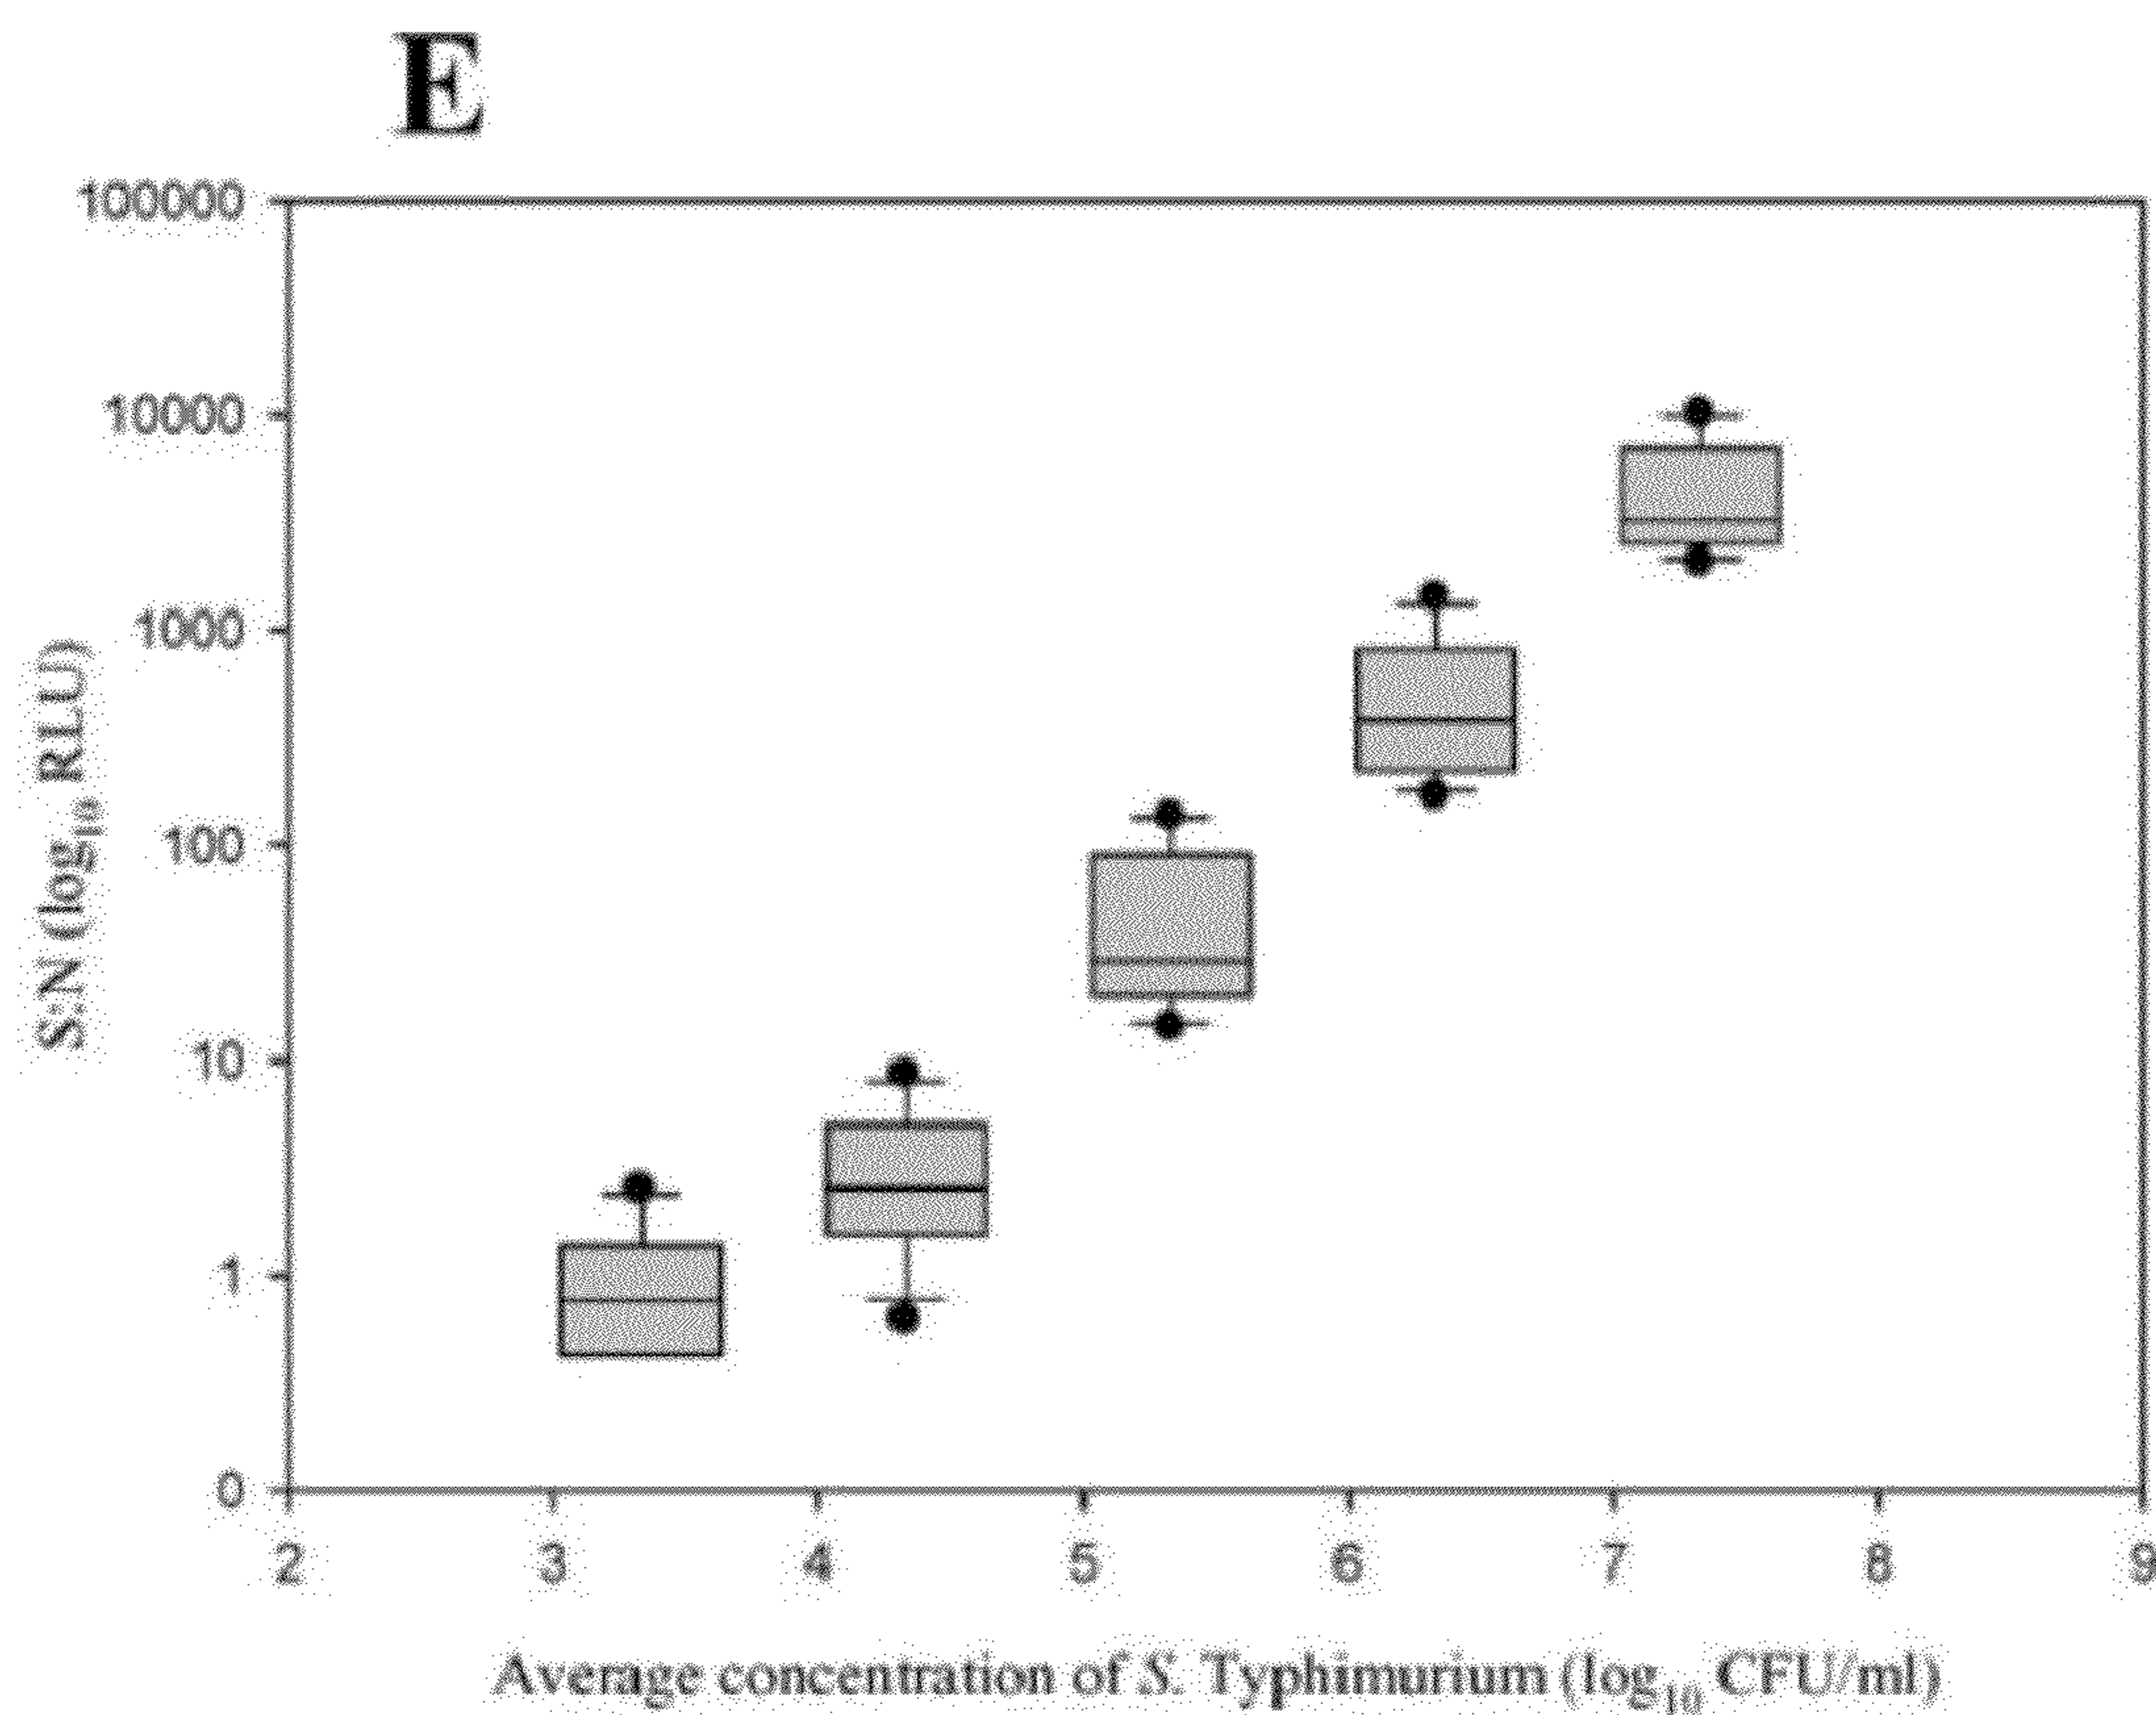 E
100000
10000
1000
100
10
1
0
S:N (log10 RLU)
2 3 4 5 6 7 8 9
Average concentration of S. Typhimurium (log10 CFU/ml)